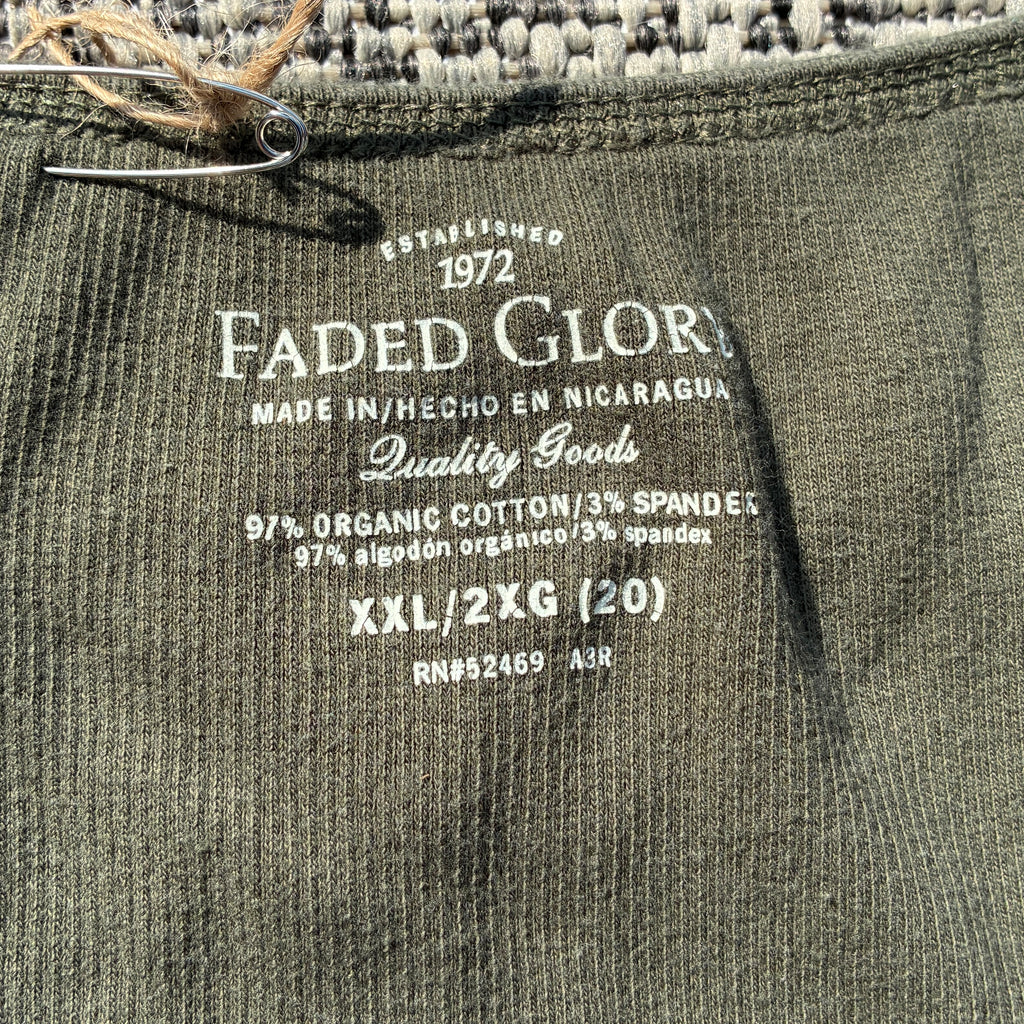 ESTABLISHED
1972
FADED GLORY
MADE IN/HECHO EN NICARAGUA
Quality Goods
97% ORGANIC COTTON/3% SPANDEX
97% algodón orgánico/3% spandex
XXL/2XG (20)
RN#52469 A3R